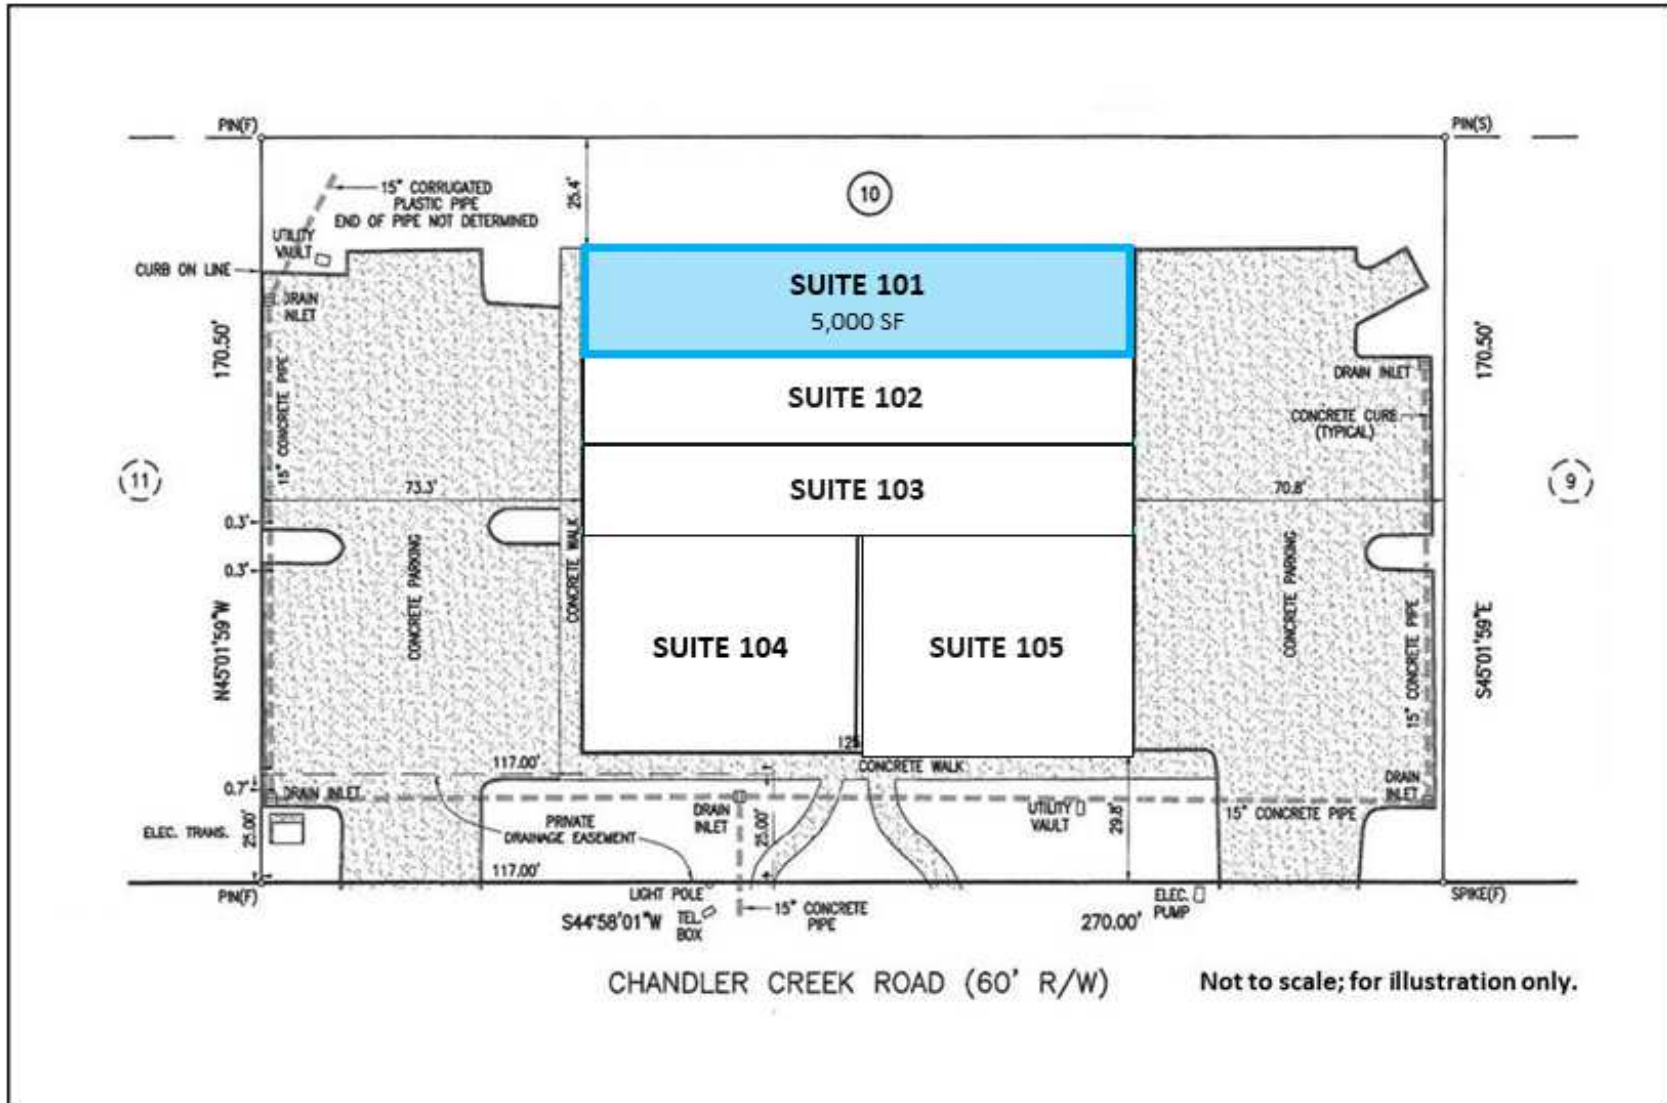 PIN(F)
PIN(S)
15" CORRUGATED
PLASTIC PIPE
END OF PIPE NOT DETERMINED
25.4'
10
UTILITY
VAULT
CURB ON LINE
DRAIN
INLET
170.50'
15" CONCRETE PIPE
SUITE 101
5,000 SF
170.50'
DRAIN INLET
SUITE 102
CONCRETE CURB
(TYPICAL)
11
73.3'
SUITE 103
70.8'
9
0.3'
0.3'
CONCRETE PARKING
CONCRETE WALK
CONCRETE PARKING
N45°01'59"W
SUITE 104
SUITE 105
15" CONCRETE PIPE
S45°01'59"E
125
117.00'
CONCRETE WALK
0.7'
DRAIN INLET
DRAIN
INLET
ELEC. TRANS.
25.00'
PRIVATE
DRAINAGE EASEMENT
DRAIN
INLET
25.00'
UTILITY
VAULT
29.8'
15" CONCRETE PIPE
117.00'
PIN(F)
LIGHT POLE
S44°58'01"W
TEL.
BOX
15" CONCRETE
PIPE
270.00'
ELEC.
PUMP
SPIKE(F)
CHANDLER CREEK ROAD (60' R/W)
Not to scale; for illustration only.